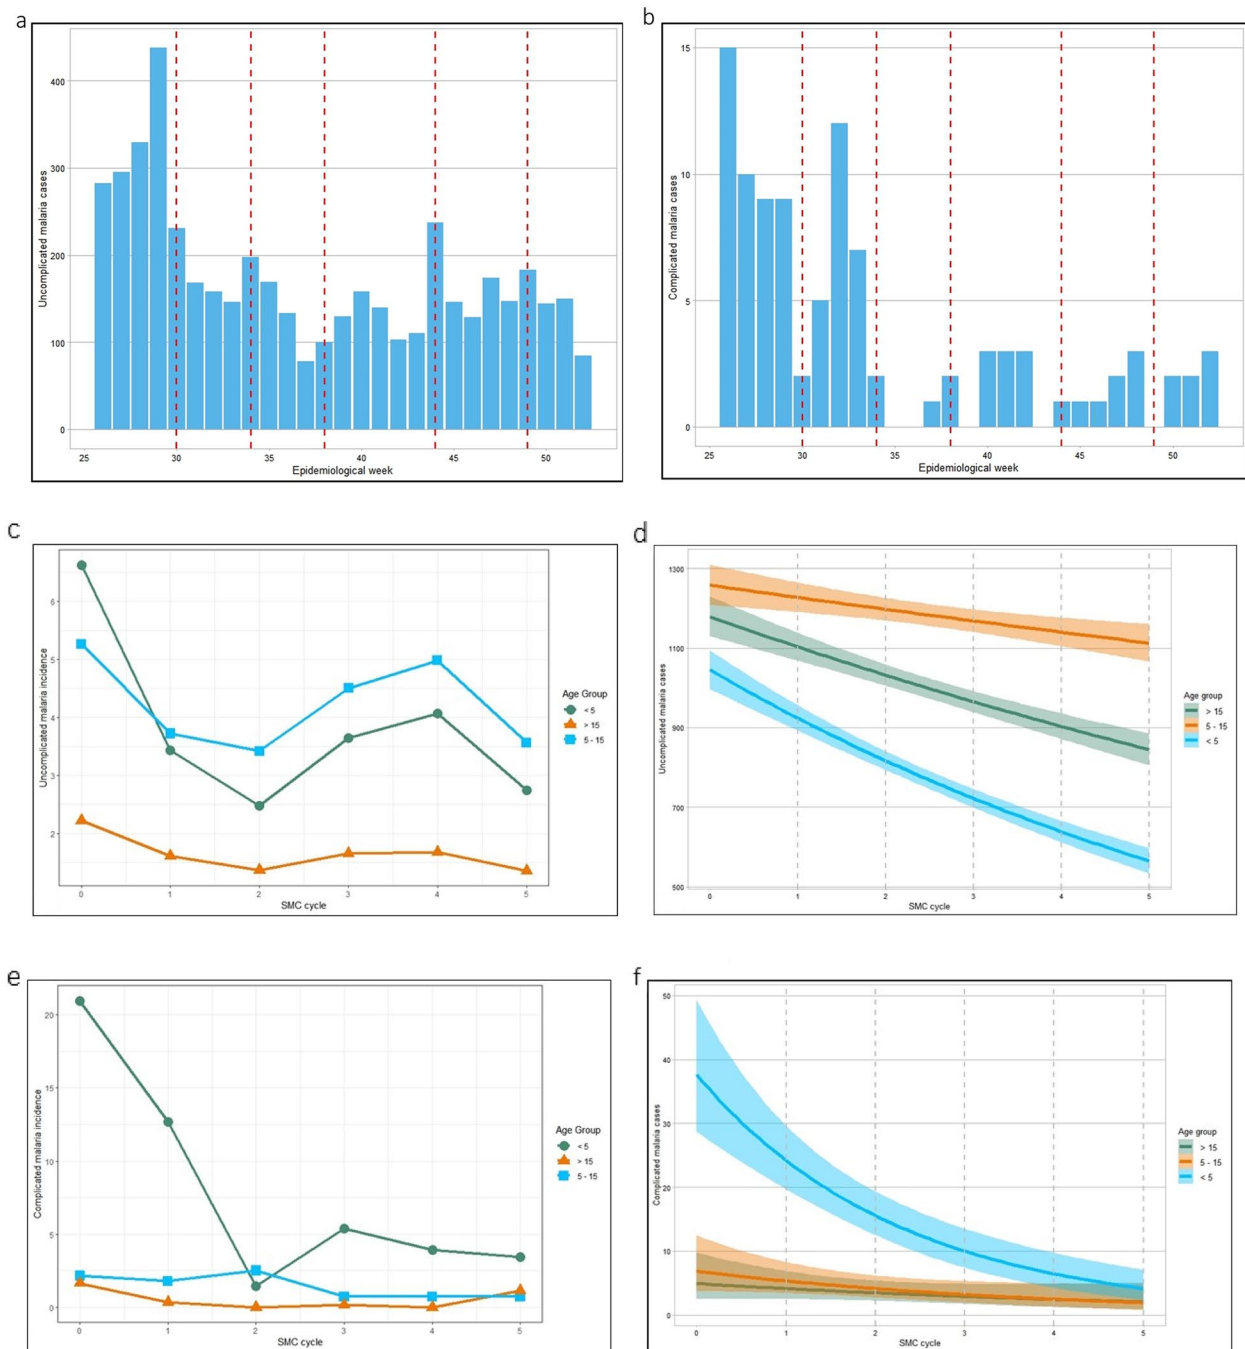 a
Uncomplicated malaria cases
400
300
200
100
0
25 30 35 40 45 50
Epidemiological week
b
Complicated malaria cases
15
10
5
0
25 30 35 40 45 50
Epidemiological week
c
Uncomplicated malaria incidence
6
5
4
3
2
0 1 2 3 4 5
SMC cycle
Age Group
< 5
> 15
5 - 15
d
Uncomplicated malaria cases
1300
1100
900
700
500
0 1 2 3 4 5
SMC cycle
Age group
> 15
5 - 15
< 5
e
Complicated malaria incidence
20
15
10
5
0
0 1 2 3 4 5
SMC cycle
Age Group
< 5
> 15
5 - 15
f
Complicated malaria cases
50
40
30
20
10
0
0 1 2 3 4 5
SMC cycle
Age group
> 15
5 - 15
< 5